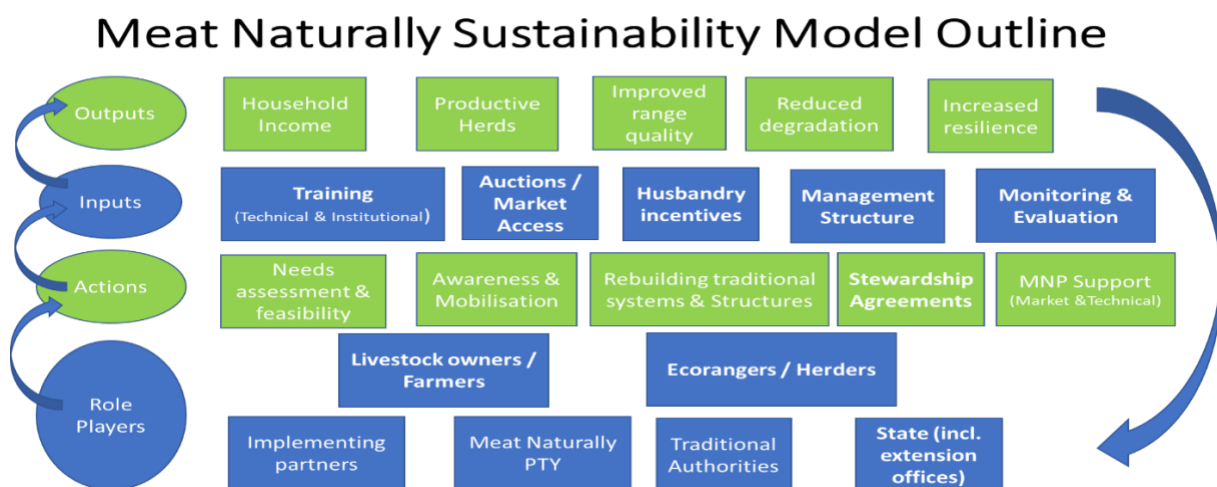 Meat Naturally Sustainability Model Outline
Outputs
Household
Income
Productive
Herds
Improved
range
quality
Reduced
degradation
Increased
resilience
Inputs
Training
(Technical & Institutional)
Auctions /
Market
Access
Husbandry
incentives
Management
Structure
Monitoring &
Evaluation
Actions
Needs
assessment &
feasibility
Awareness &
Mobilisation
Rebuilding traditional
systems & Structures
Stewardship
Agreements
MNP Support
(Market &Technical)
Role
Players
Livestock owners /
Farmers
Ecorangers / Herders
Implementing
partners
Meat Naturally
PTY
Traditional
Authorities
State (incl.
extension
offices)